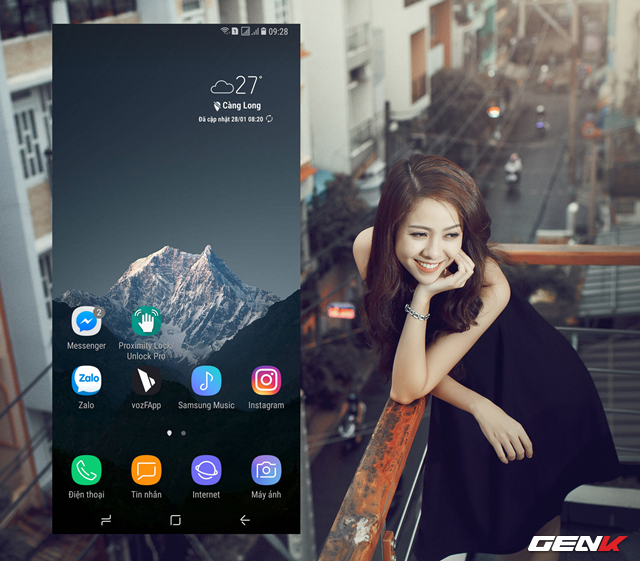 09:28
27°
Càng Long
Đã cập nhật 28/01 08:20
2
Messenger
Proximity Lock/
Unlock Pro
Zalo
Zalo
vozFApp
Samsung Music
Instagram
Điện thoại
Tin nhắn
Internet
Máy ảnh
GENK